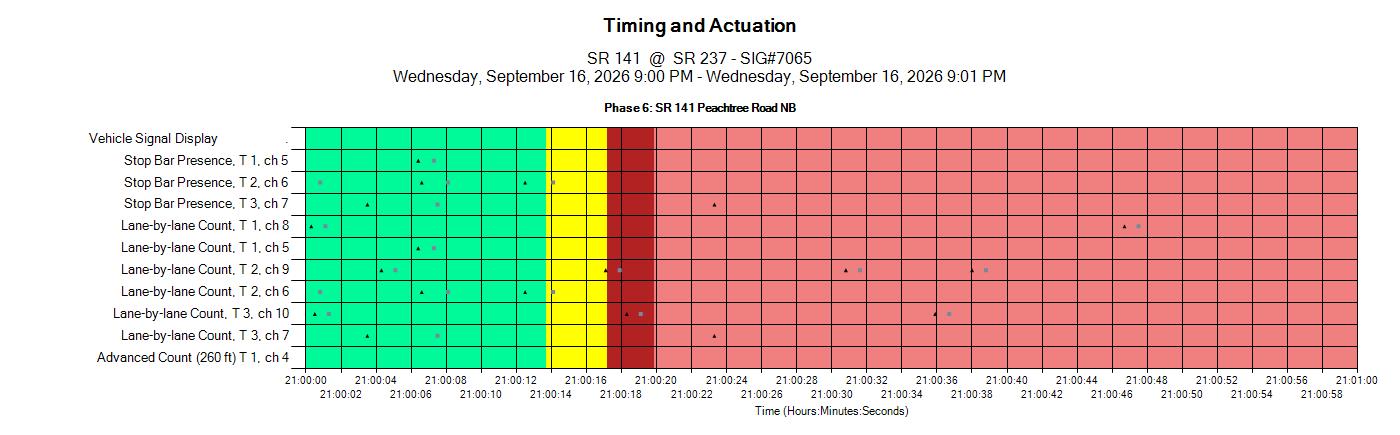 Timing and Actuation
SR 141 @ SR 237 - SIG#7065
Wednesday, September 16, 2026 9:00 PM - Wednesday, September 16, 2026 9:01 PM
Phase 6: SR 141 Peachtree Road NB
Vehicle Signal Display .
Stop Bar Presence, T 1, ch 5
Stop Bar Presence, T 2, ch 6
Stop Bar Presence, T 3, ch 7
Lane-by-lane Count, T 1, ch 8
Lane-by-lane Count, T 1, ch 5
Lane-by-lane Count, T 2, ch 9
Lane-by-lane Count, T 2, ch 6
Lane-by-lane Count, T 3, ch 10
Lane-by-lane Count, T 3, ch 7
Advanced Count (260 ft) T 1, ch 4
21:00:00 21:00:04 21:00:08 21:00:12 21:00:16 21:00:20 21:00:24 21:00:28 21:00:32 21:00:36 21:00:40 21:00:44 21:00:48 21:00:52 21:00:56 21:01:00
21:00:02 21:00:06 21:00:10 21:00:14 21:00:18 21:00:22 21:00:26 21:00:30 21:00:34 21:00:38 21:00:42 21:00:46 21:00:50 21:00:54 21:00:58
Time (Hours:Minutes:Seconds)